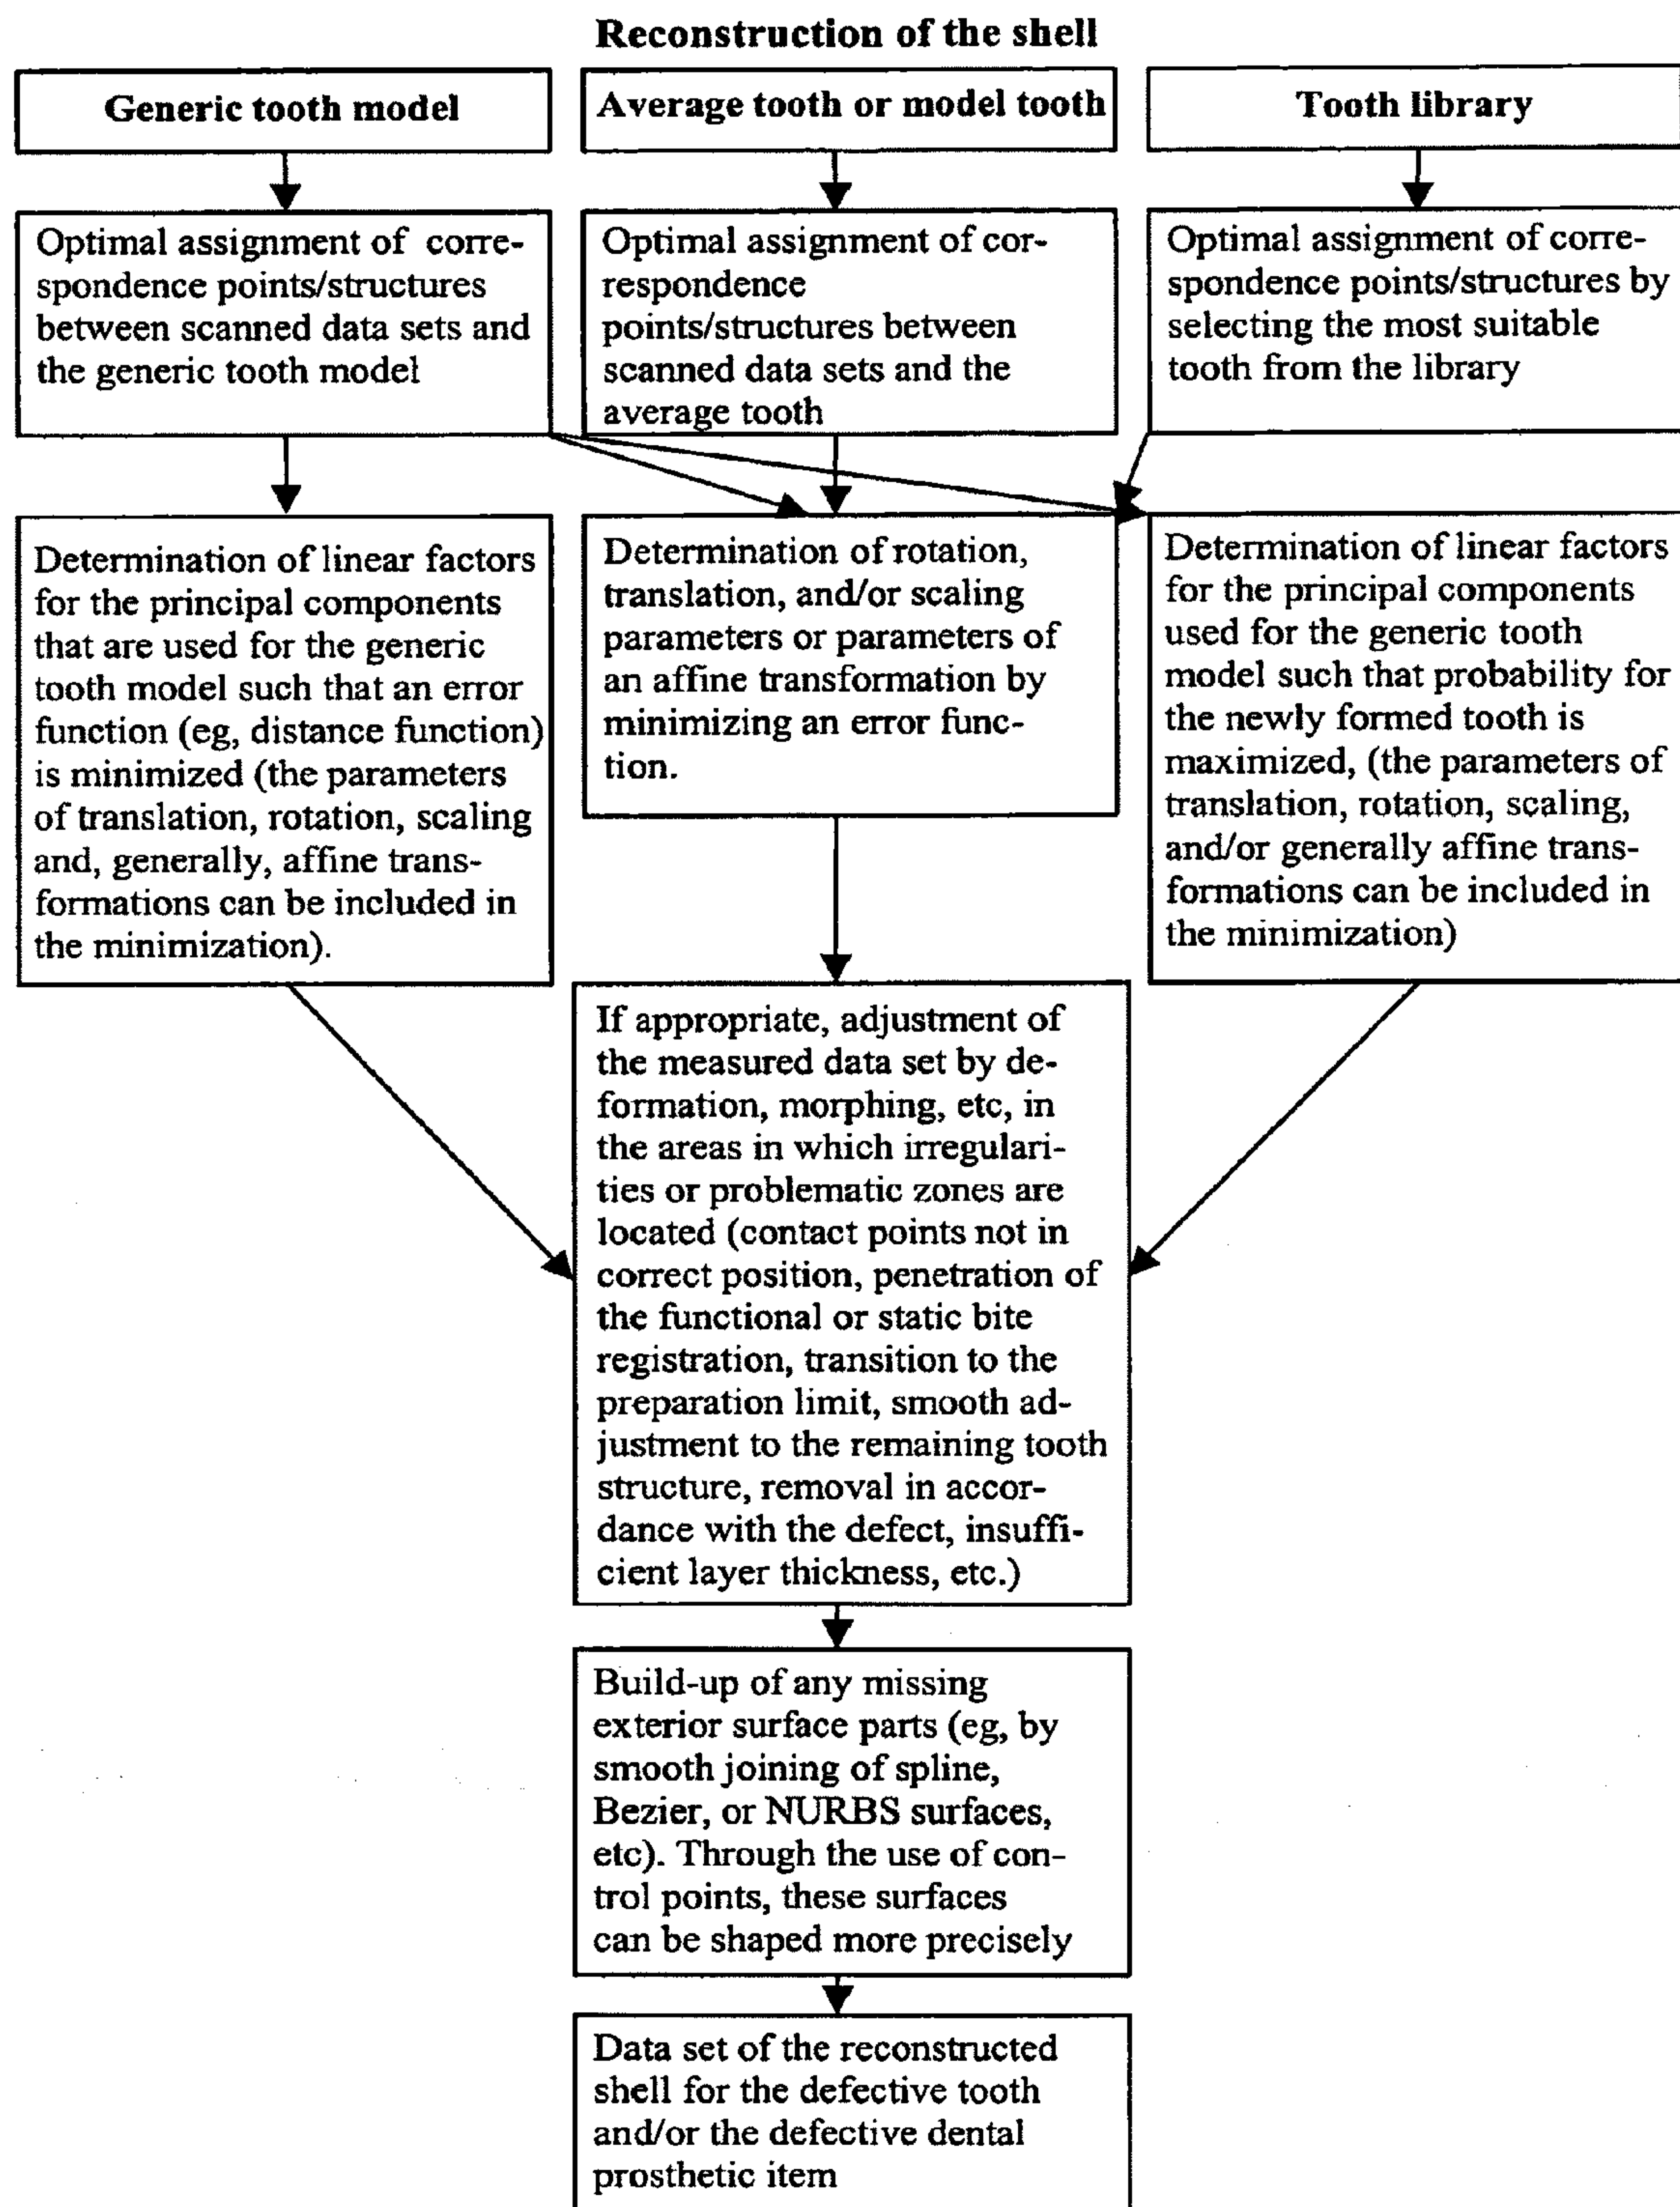 Reconstruction of the shell
Generic tooth model
Average tooth or model tooth
Tooth library
Optimal assignment of corre-
spondence points/structures
between scanned data sets and
the generic tooth model
Optimal assignment of cor-
respondence
points/structures between
scanned data sets and the
average tooth
Optimal assignment of corre-
spondence points/structures by
selecting the most suitable
tooth from the library
Determination of linear factors
for the principal components
that are used for the generic
tooth model such that an error
function (eg, distance function)
is minimized (the parameters
of translation, rotation, scaling
and, generally, affine trans-
formations can be included in
the minimization).
Determination of rotation,
translation, and/or scaling
parameters or parameters of
an affine transformation by
minimizing an error func-
tion.
Determination of linear factors
for the principal components
used for the generic tooth
model such that probability for
the newly formed tooth is
maximized, (the parameters of
translation, rotation, scaling,
and/or generally affine trans-
formations can be included in
the minimization)
If appropriate, adjustment of
the measured data set by de-
formation, morphing, etc, in
the areas in which irregulari-
ties or problematic zones are
located (contact points not in
correct position, penetration of
the functional or static bite
registration, transition to the
preparation limit, smooth ad-
justment to the remaining tooth
structure, removal in accor-
dance with the defect, insuffi-
cient layer thickness, etc.)
Build-up of any missing
exterior surface parts (eg, by
smooth joining of spline,
Bezier, or NURBS surfaces,
etc). Through the use of con-
trol points, these surfaces
can be shaped more precisely
Data set of the reconstructed
shell for the defective tooth
and/or the defective dental
prosthetic item